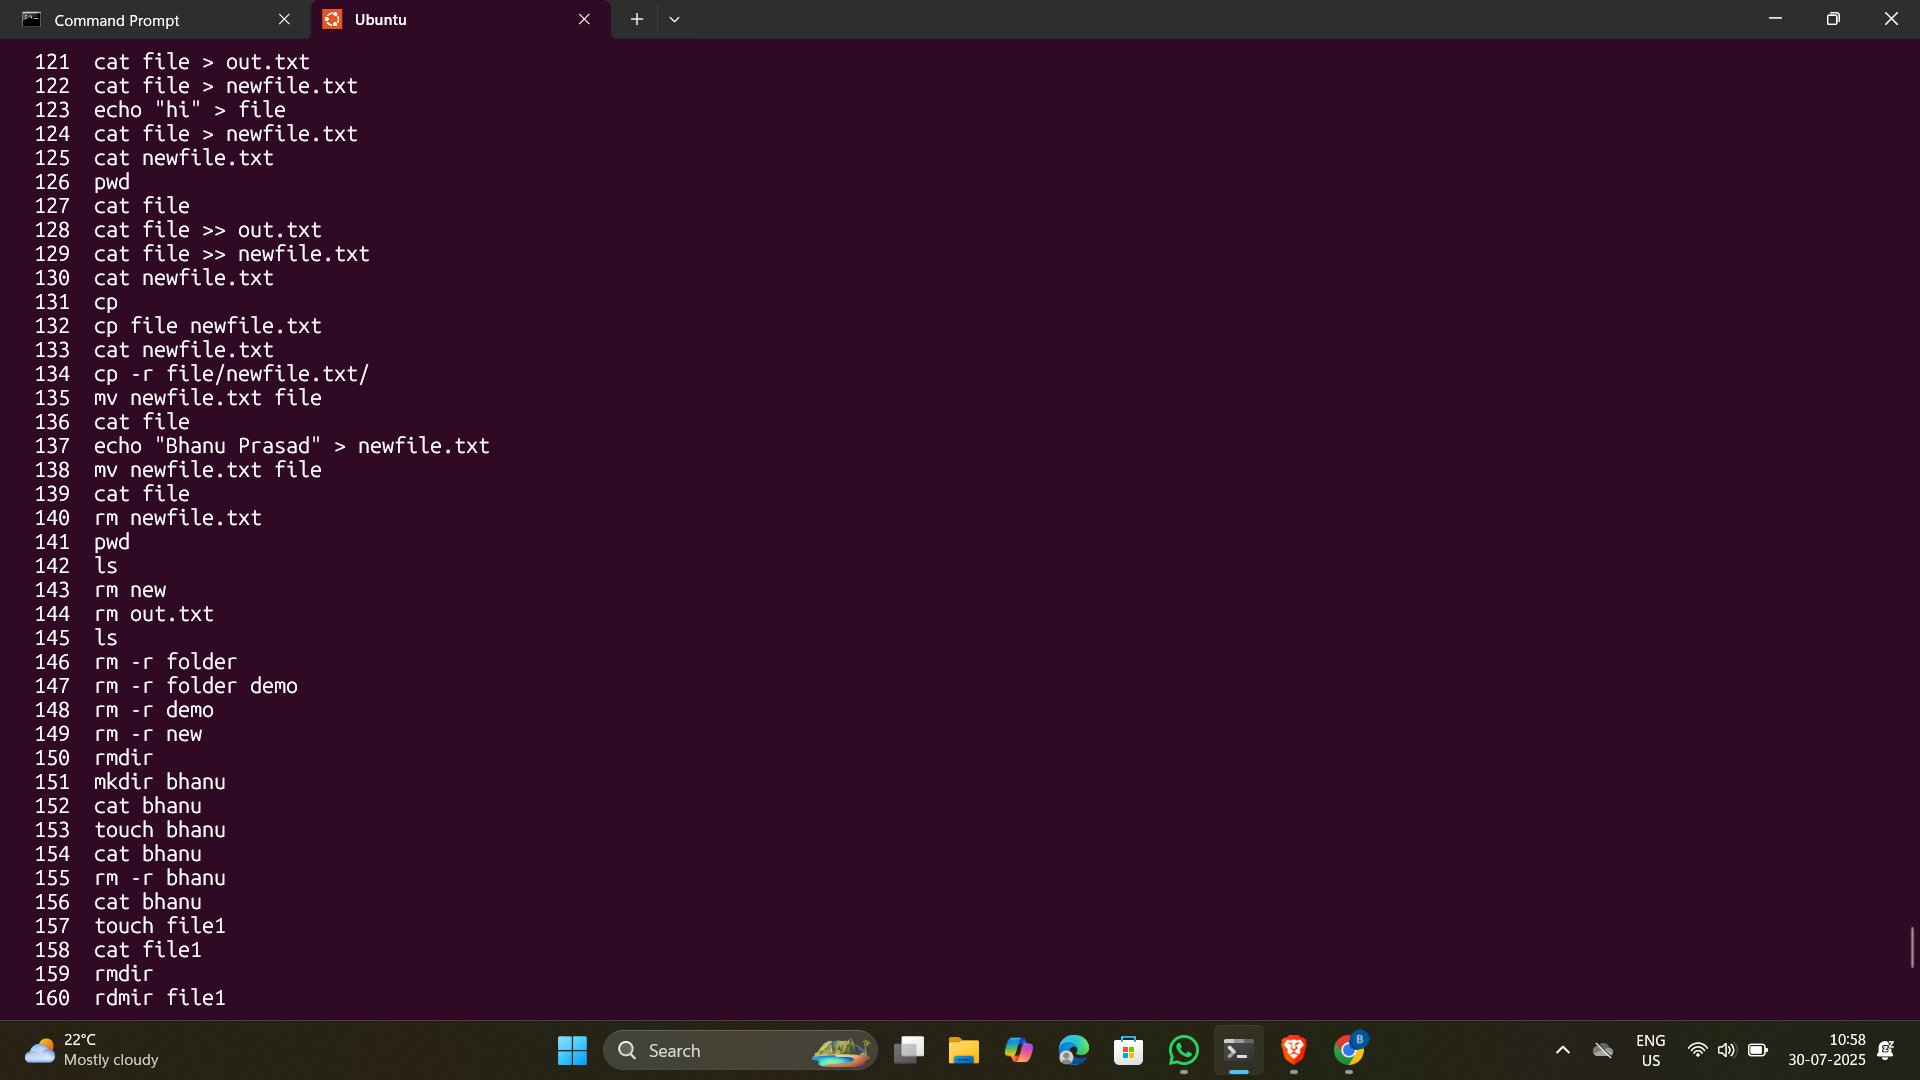 Command Prompt
Ubuntu
121 cat file > out.txt
122 cat file > newfile.txt
123 echo "hi" > file
124 cat file > newfile.txt
125 cat newfile.txt
126 pwd
127 cat file
128 cat file >> out.txt
129 cat file >> newfile.txt
130 cat newfile.txt
131 cp
132 cp file newfile.txt
133 cat newfile.txt
134 cp -r file/newfile.txt/
135 mv newfile.txt file
136 cat file
137 echo "Bhanu Prasad" > newfile.txt
138 mv newfile.txt file
139 cat file
140 rm newfile.txt
141 pwd
142 ls
143 rm new
144 rm out.txt
145 ls
146 rm -r folder
147 rm -r folder demo
148 rm -r demo
149 rm -r new
150 rmdir
151 mkdir bhanu
152 cat bhanu
153 touch bhanu
154 cat bhanu
155 rm -r bhanu
156 cat bhanu
157 touch file1
158 cat file1
159 rmdir
160 rdmir file1
22°C
Mostly cloudy
Search
B
ENG
US
10:58
30-07-2025